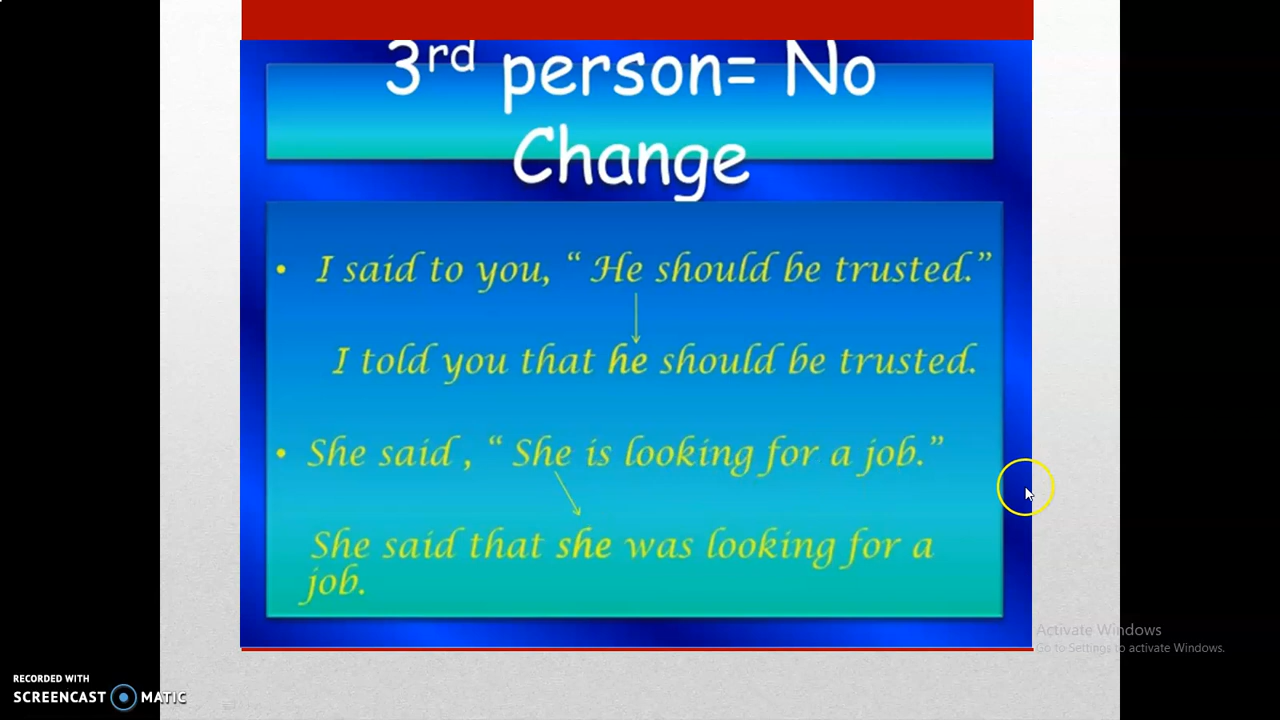 3rd person= No
Change
• I said to you, “ He should be trusted.”
I told you that he should be trusted.
• She said , “ She is looking for a job.”
She said that she was looking for a
job.
Activate Windows
Go to Settings to activate Windows.
RECORDED WITH
SCREENCAST MATIC